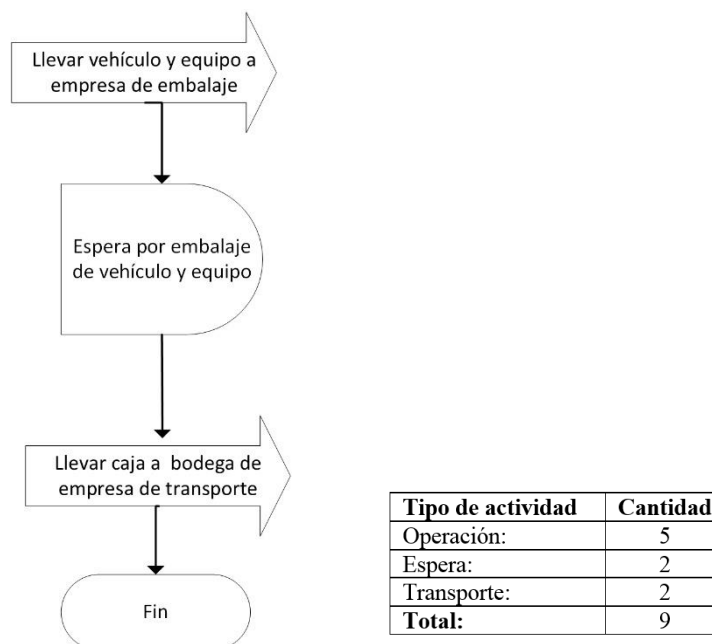 Llevar vehículo y equipo a
empresa de embalaje
Espera por embalaje
de vehículo y equipo
Llevar caja a bodega de
empresa de transporte
Fin
Tipo de actividad Cantidad
Operación: 5
Espera: 2
Transporte: 2
Total: 9